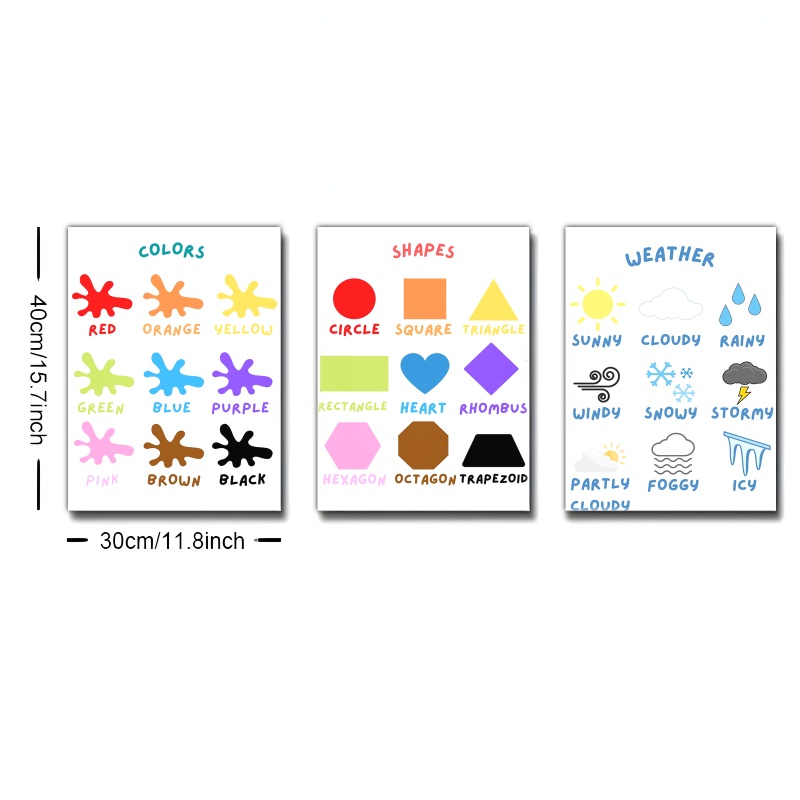 COLORS
RED ORANGE YELLOW
GREEN BLUE PURPLE
PINK BROWN BLACK
SHAPES
CIRCLE SQUARE TRIANGLE
RECTANGLE HEART RHOMBUS
HEXAGON OCTAGON TRAPEZOID
WEATHER
SUNNY CLOUDY RAINY
WINDY SNOWY STORMY
PARTLY CLOUDY FOGGY ICY
40cm/15.7inch
30cm/11.8inch